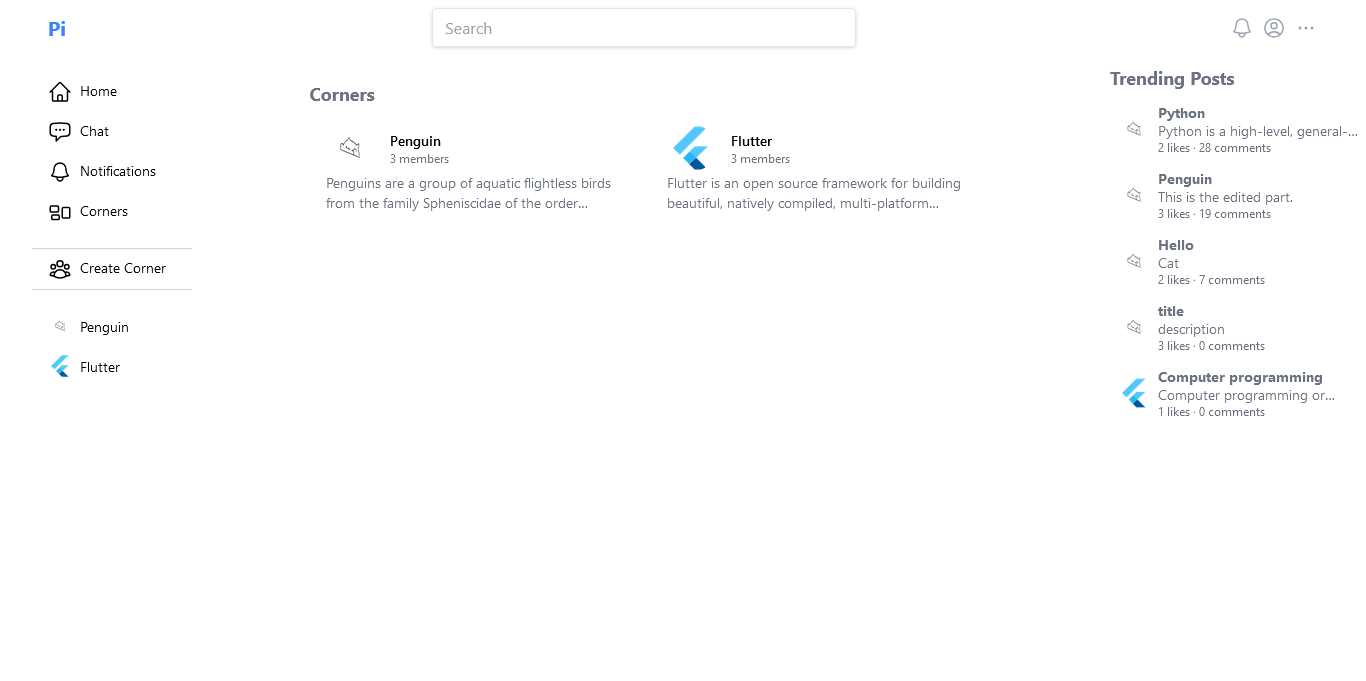 Pi
Search
Home
Chat
Notifications
Corners
Create Corner
Penguin
Flutter
Corners
Penguin
3 members
Penguins are a group of aquatic flightless birds
from the family Spheniscidae of the order...
Flutter
3 members
Flutter is an open source framework for building
beautiful, natively compiled, multi-platform...
Trending Posts
Python
Python is a high-level, general-...
2 likes · 28 comments
Penguin
This is the edited part.
3 likes · 19 comments
Hello
Cat
2 likes · 7 comments
title
description
3 likes · 0 comments
Computer programming
Computer programming or...
1 likes · 0 comments